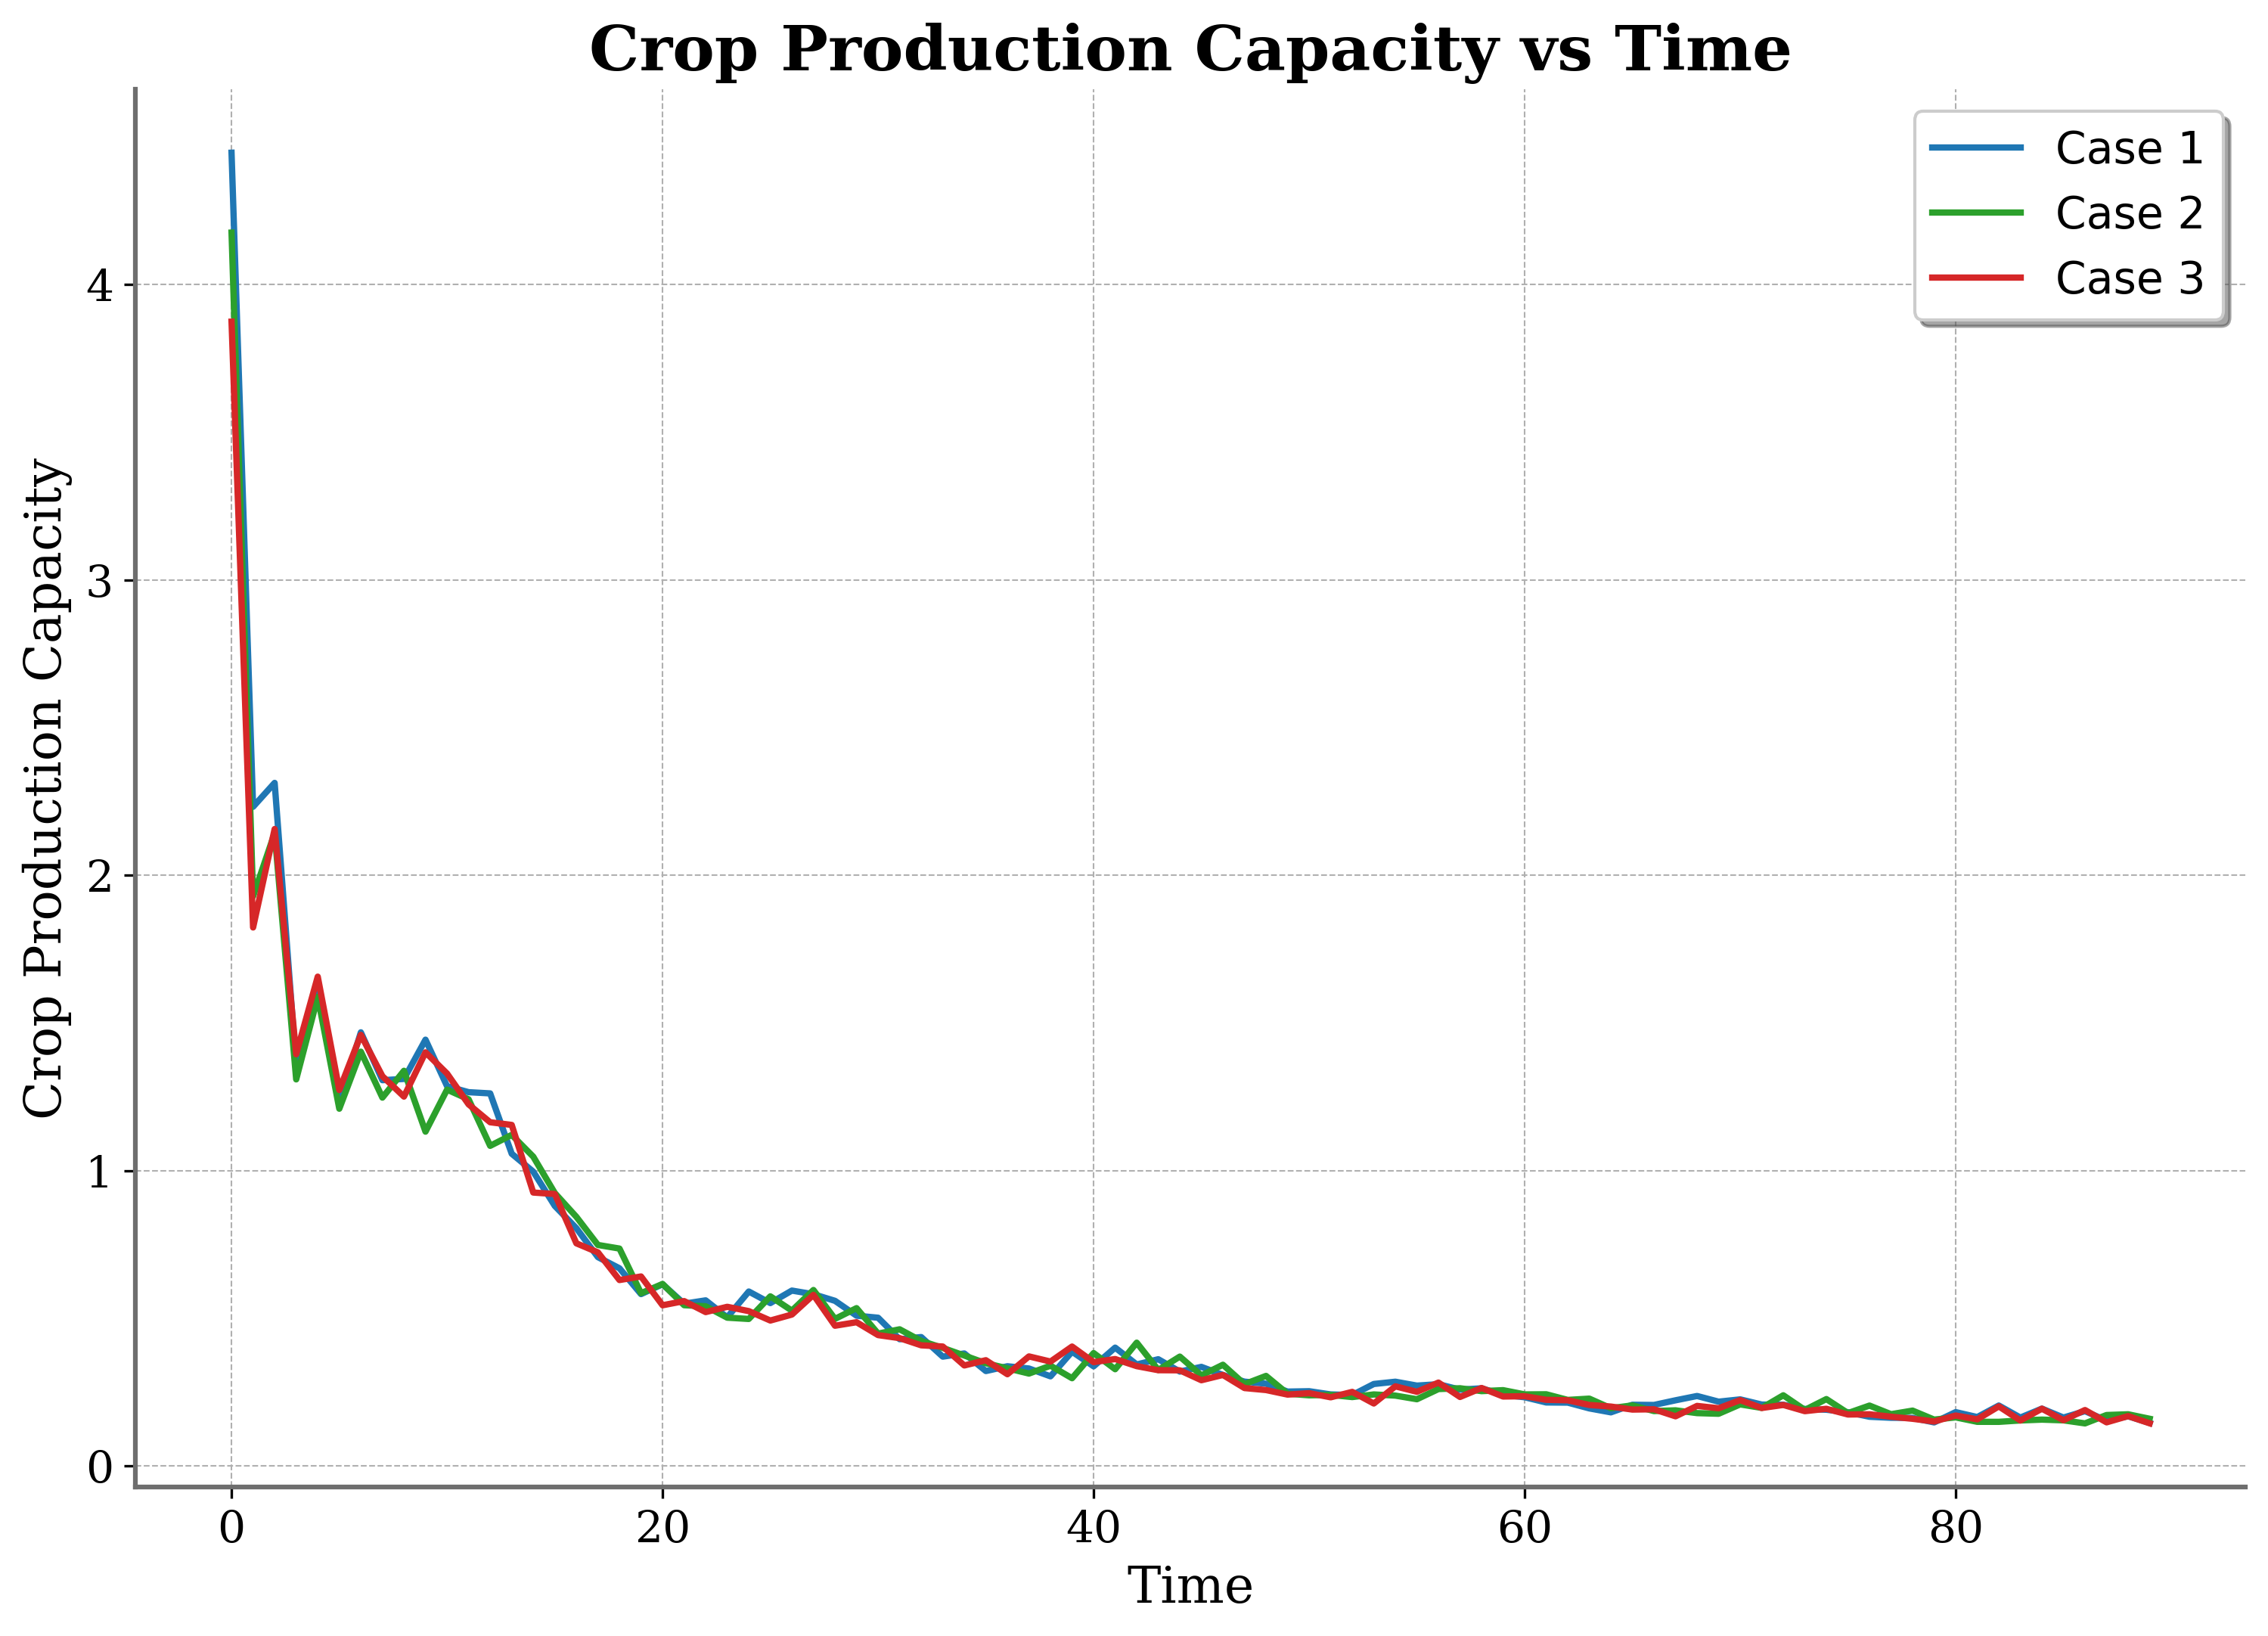 Crop Production Capacity vs Time
Case 1
Case 2
Case 3
Crop Production Capacity
4
3
2
1
0
0 20 40 60 80
Time